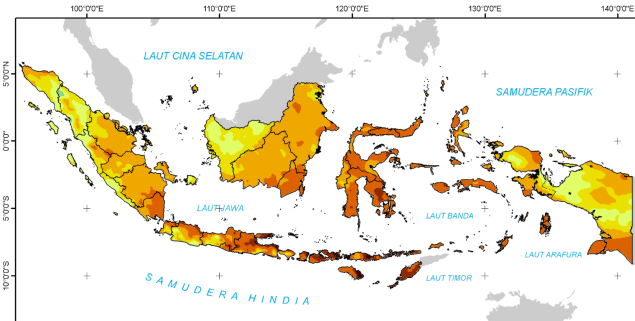 100°0'0"E 110°0'0"E 120°0'0"E 130°0'0"E 140°0'0"E
LAUT CINA SELATAN
5°0'0"N
SAMUDERA PASIFIK
0°0'0"
LAUT JAWA
5°0'0"S
LAUT BANDA
LAUT ARAFURA
10°0'0"S
SAMUDERA HINDIA
LAUT TIMOR